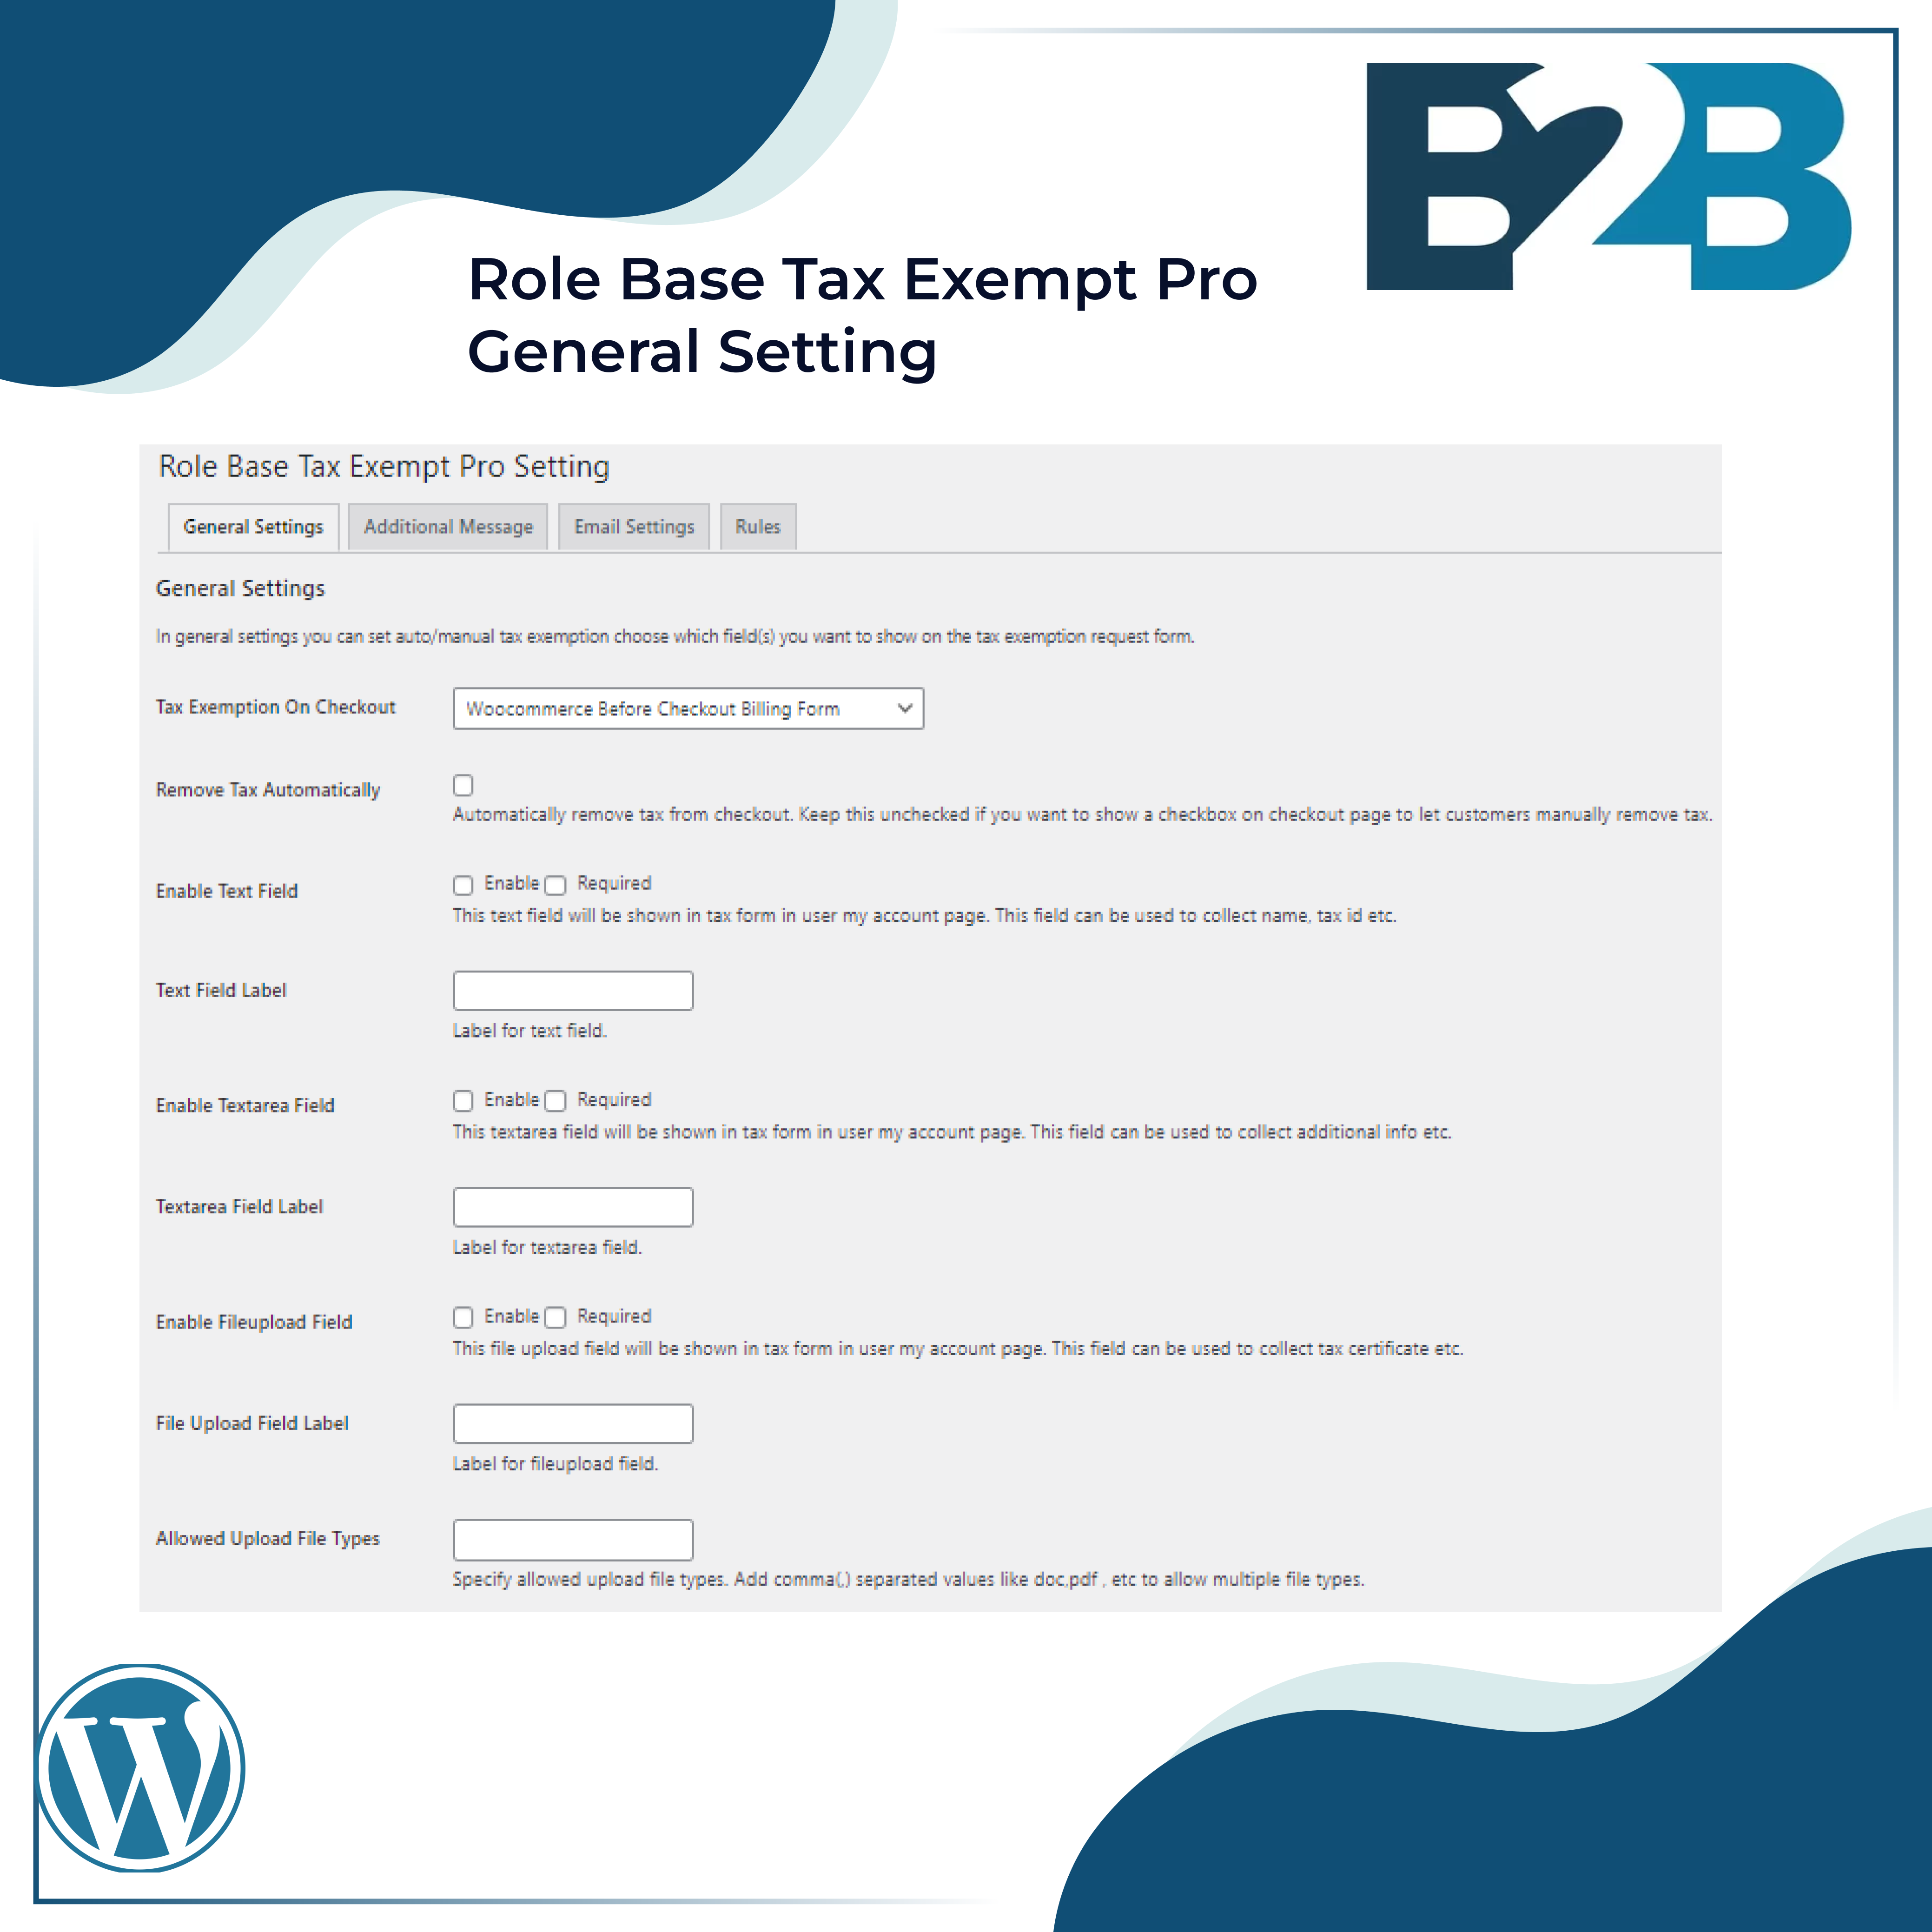 B2B
Role Base Tax Exempt Pro
General Setting
Role Base Tax Exempt Pro Setting
General Settings Additional Message Email Settings Rules
General Settings
In general settings you can set auto/manual tax exemption choose which field(s) you want to show on the tax exemption request form.
Tax Exemption On Checkout Woocommerce Before Checkout Billing Form
Remove Tax Automatically
Automatically remove tax from checkout. Keep this unchecked if you want to show a checkbox on checkout page to let customers manually remove tax.
Enable Text Field Enable Required
This text field will be shown in tax form in user my account page. This field can be used to collect name, tax id etc.
Text Field Label
Label for text field.
Enable Textarea Field Enable Required
This textarea field will be shown in tax form in user my account page. This field can be used to collect additional info etc.
Textarea Field Label
Label for textarea field.
Enable Fileupload Field Enable Required
This file upload field will be shown in tax form in user my account page. This field can be used to collect tax certificate etc.
File Upload Field Label
Label for fileupload field.
Allowed Upload File Types
Specify allowed upload file types. Add comma(,) separated values like doc,pdf , etc to allow multiple file types.
W